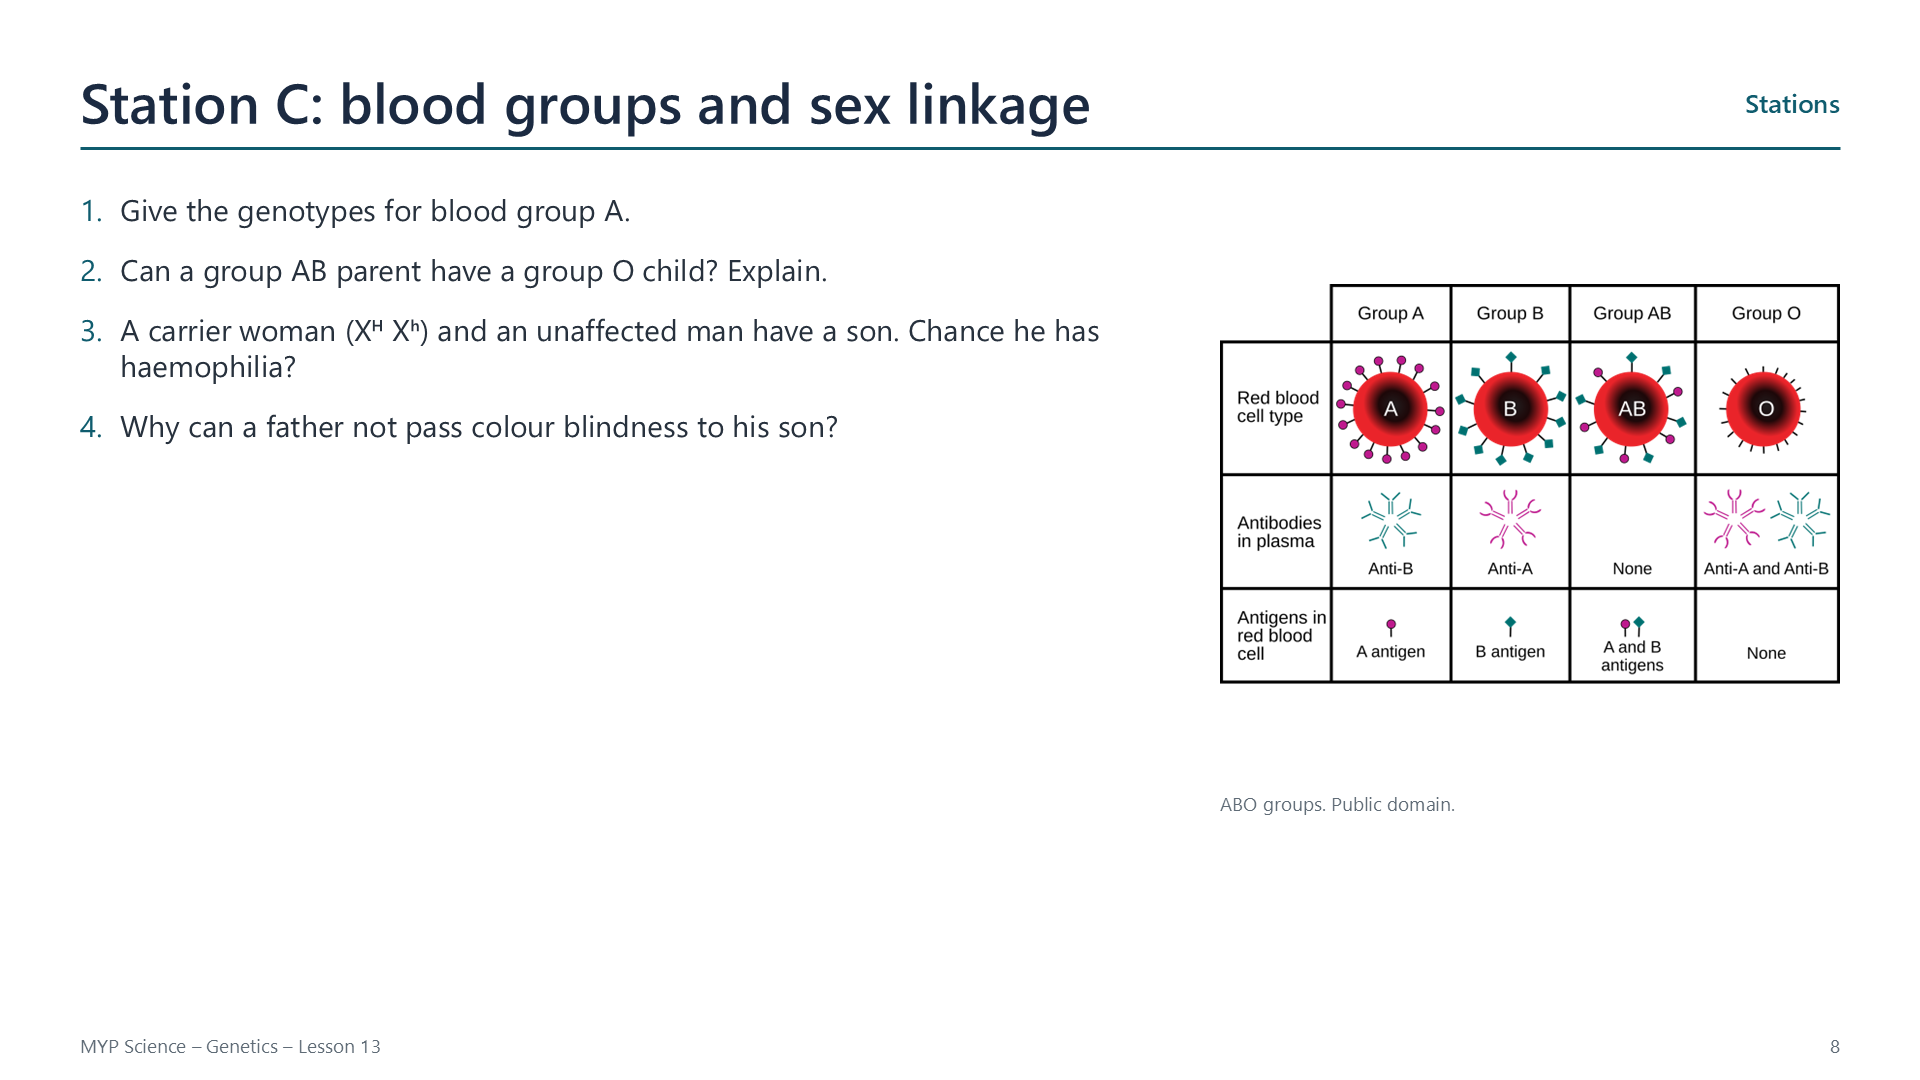 Station C: blood groups and sex linkage
Stations
1. Give the genotypes for blood group A.
2. Can a group AB parent have a group O child? Explain.
3. A carrier woman (Xᴴ Xʰ) and an unaffected man have a son. Chance he has
haemophilia?
4. Why can a father not pass colour blindness to his son?
Group A
Group B
Group AB
Group O
Red blood
cell type
A
B
AB
O
Antibodies
in plasma
Anti-B
Anti-A
None
Anti-A and Anti-B
Antigens in
red blood
cell
A antigen
B antigen
A and B
antigens
None
ABO groups. Public domain.
MYP Science – Genetics – Lesson 13
8